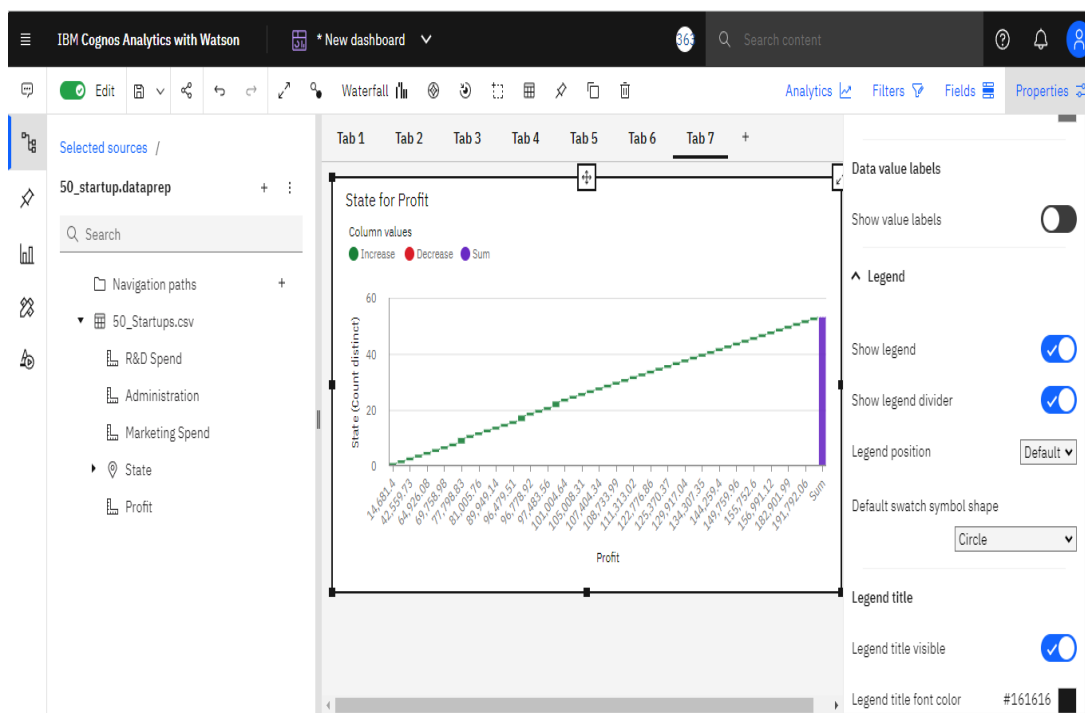 IBM Cognos Analytics with Watson
* New dashboard
363
Search content
Edit
Waterfall
Analytics
Filters
Fields
Properties
Selected sources /
50_startup.dataprep
Search
Navigation paths
50_Startups.csv
R&D Spend
Administration
Marketing Spend
State
Profit
Tab 1 Tab 2 Tab 3 Tab 4 Tab 5 Tab 6 Tab 7 +
State for Profit
Column values
Increase Decrease Sum
State (Count distinct)
60
40
20
0
14,681.4 42,559.73 64,926.08 69,758.98 77,798.83 81,005.76 89,949.14 96,479.51 96,778.92 97,483.56 101,004.64 105,008.31 107,404.34 108,733.99 111,313.02 122,776.86 125,370.37 129,917.04 134,307.35 144,259.4 149,759.96 155,752.6 156,991.12 182,901.99 191,792.06 Sum
Profit
Data value labels
Show value labels
Legend
Show legend
Show legend divider
Legend position Default
Default swatch symbol shape
Circle
Legend title
Legend title visible
Legend title font color #161616